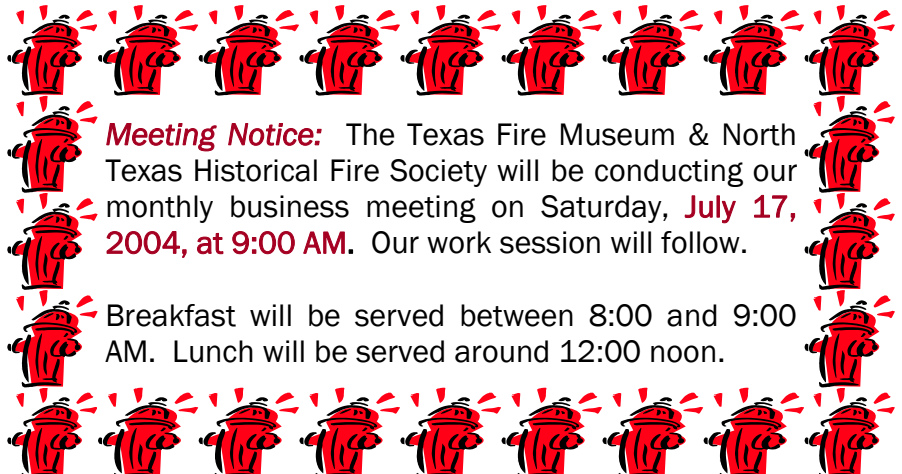 Meeting Notice: The Texas Fire Museum & North
Texas Historical Fire Society will be conducting our
monthly business meeting on Saturday, July 17,
2004, at 9:00 AM. Our work session will follow.
Breakfast will be served between 8:00 and 9:00
AM. Lunch will be served around 12:00 noon.